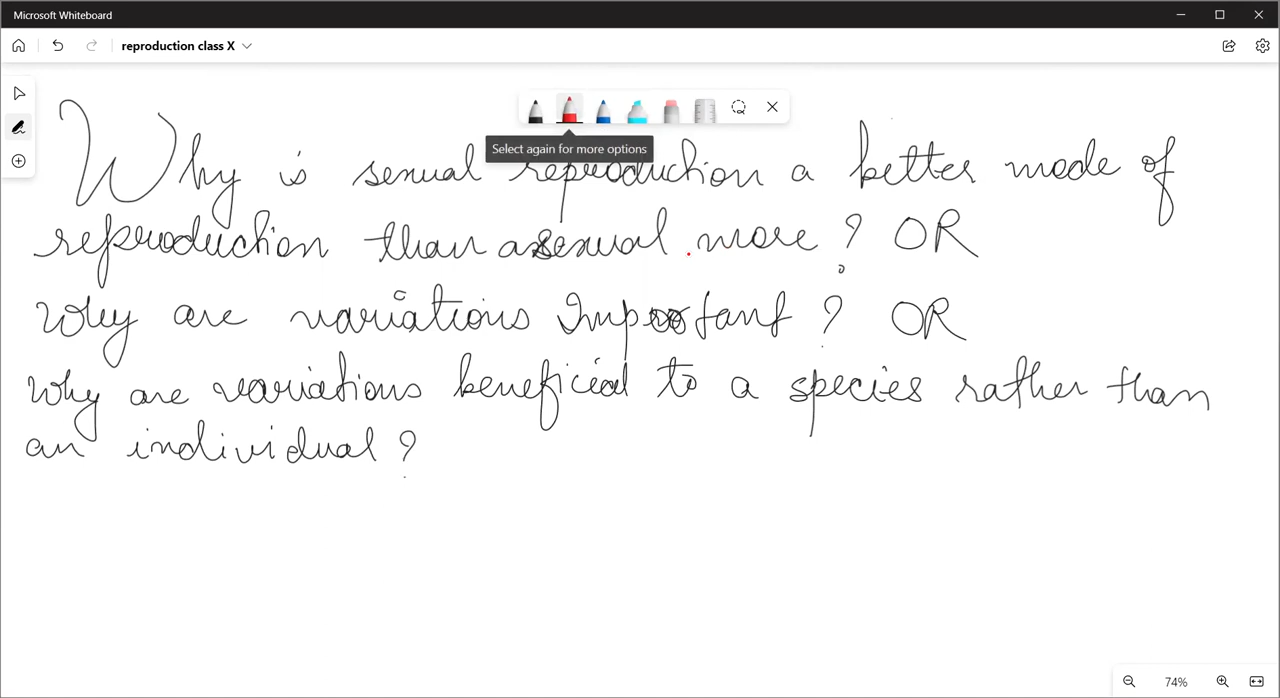 Microsoft Whiteboard
reproduction class X
Select again for more options
Why is sexual reproduction a better mode of
reproduction than asexual more ? OR
Why are variations Important ? OR
Why are variations beneficial to a species rather than
an individual ?
74%